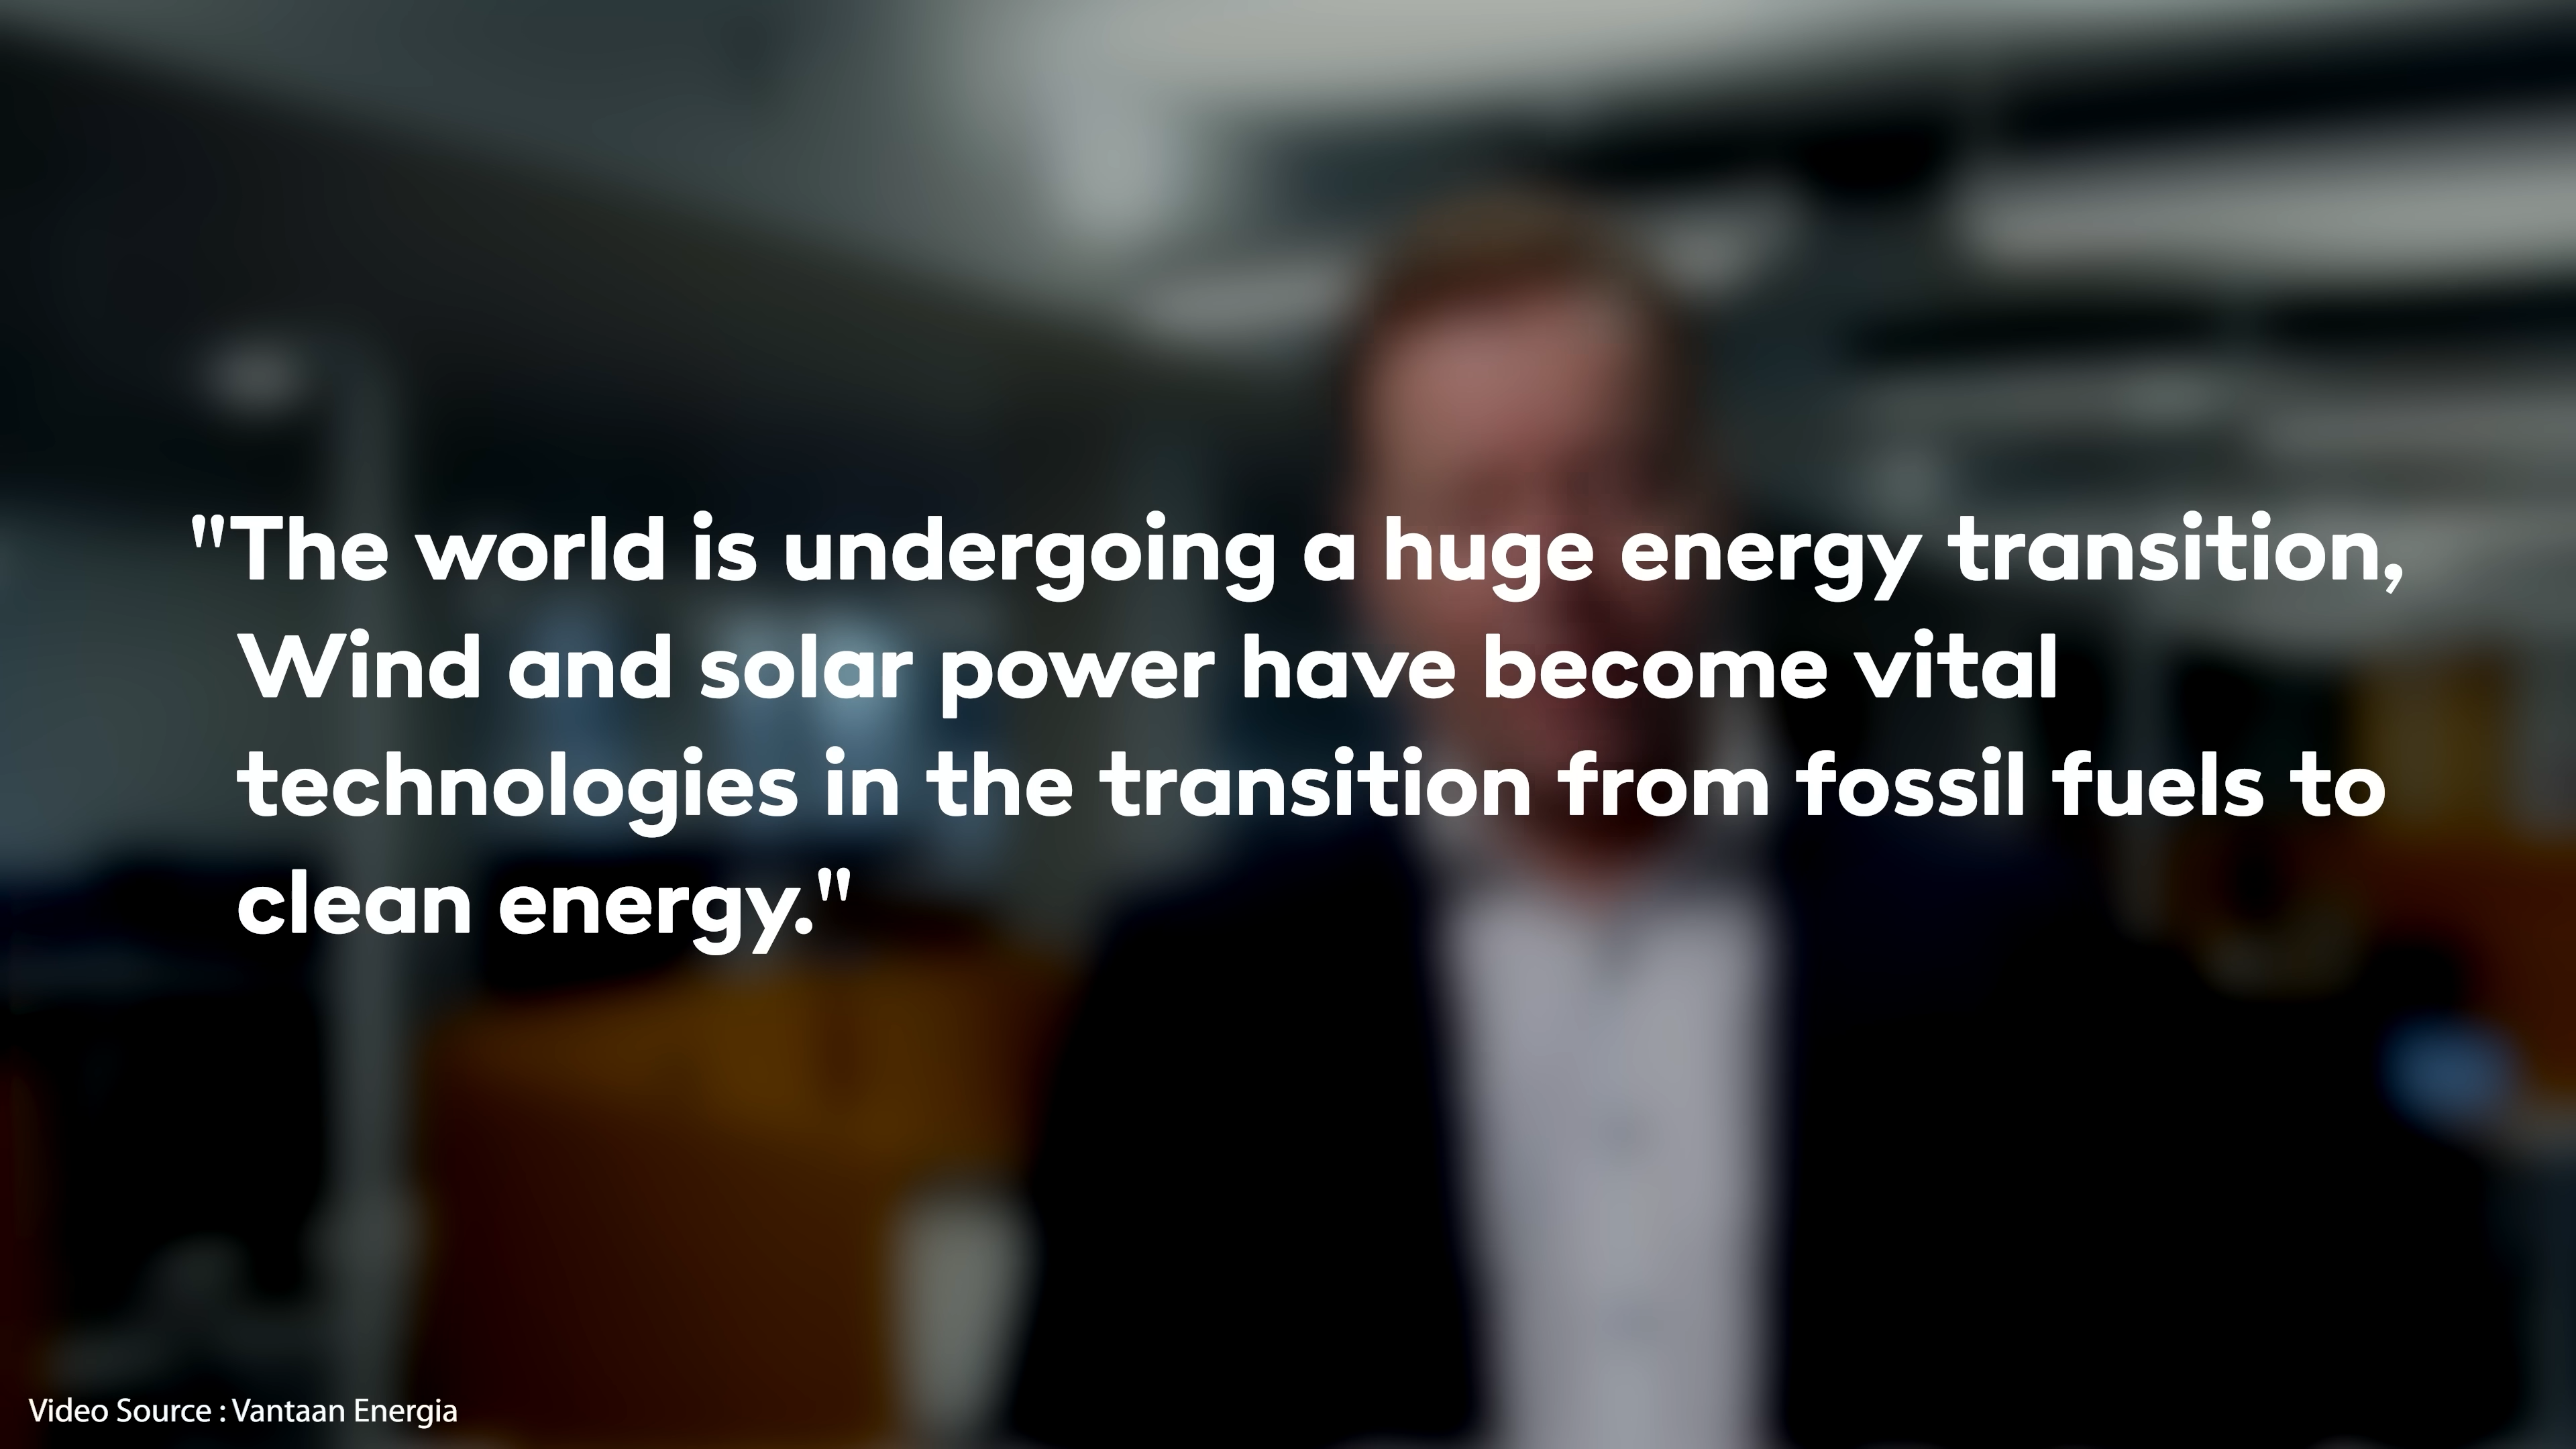 "The world is undergoing a huge energy transition,
Wind and solar power have become vital
technologies in the transition from fossil fuels to
clean energy."
Video Source : Vantaan Energia